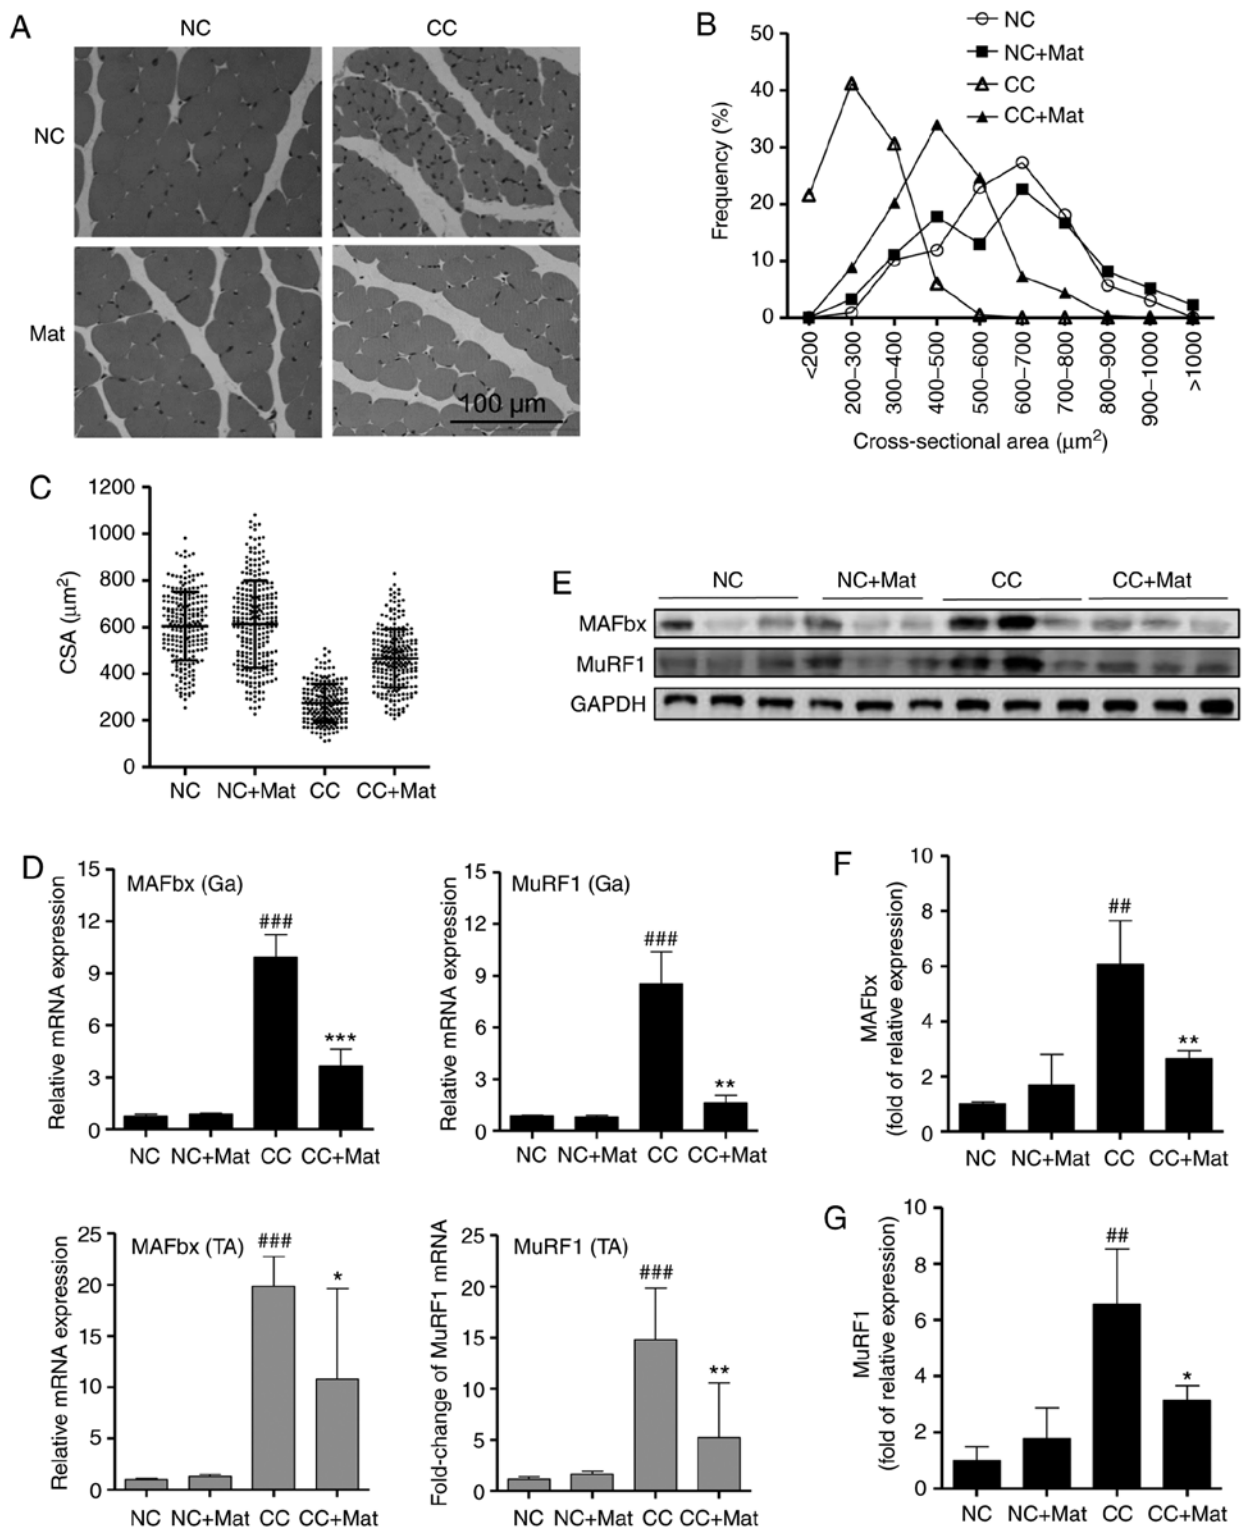 A
NC
CC
NC
Mat
100 µm
B
NC
NC+Mat
CC
CC+Mat
50
40
30
20
10
0
Frequency (%)
<200
200–300
300–400
400–500
500–600
600–700
700–800
800–900
900–1000
>1000
Cross-sectional area (µm²)
C
1200
1000
800
600
400
200
0
CSA (µm²)
NC NC+Mat CC CC+Mat
E
NC NC+Mat CC CC+Mat
MAFbx
MuRF1
GAPDH
D
MAFbx (Ga)
Relative mRNA expression
15
12
9
6
3
0
###
***
NC NC+Mat CC CC+Mat
MuRF1 (Ga)
Relative mRNA expression
15
12
9
6
3
0
###
**
NC NC+Mat CC CC+Mat
F
MAFbx
(fold of relative expression)
10
8
6
4
2
0
##
**
NC NC+Mat CC CC+Mat
MAFbx (TA)
Relative mRNA expression
25
20
15
10
5
0
###
*
NC NC+Mat CC CC+Mat
MuRF1 (TA)
Fold-change of MuRF1 mRNA
25
20
15
10
5
0
###
**
NC NC+Mat CC CC+Mat
G
MuRF1
(fold of relative expression)
10
8
6
4
2
0
##
*
NC NC+Mat CC CC+Mat